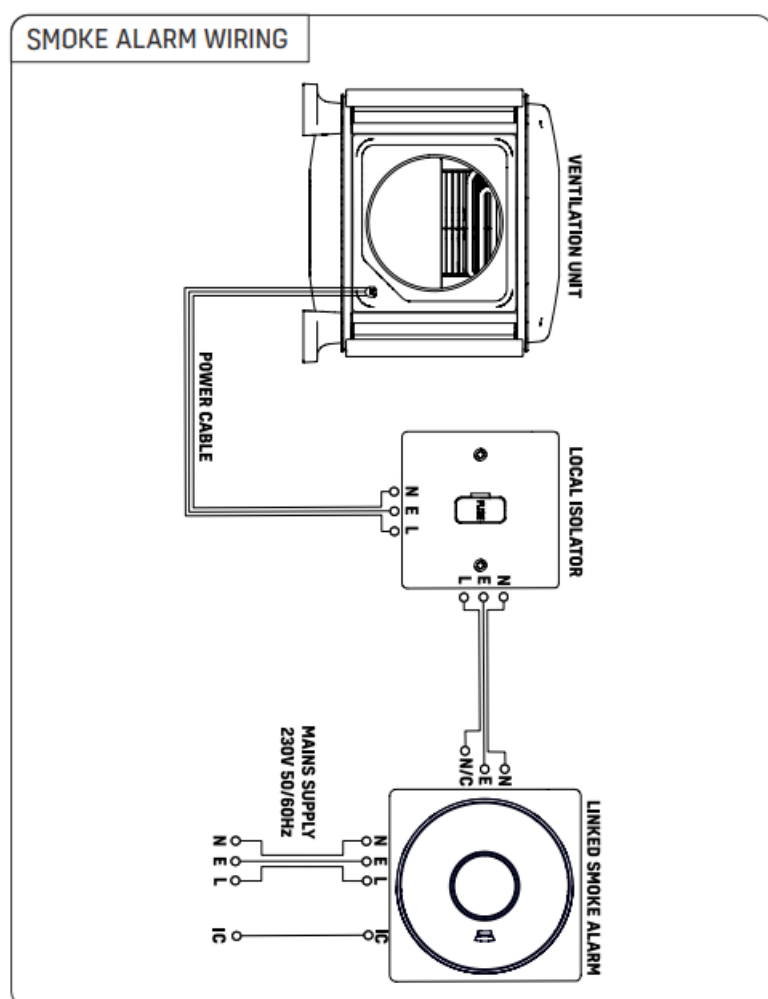 SMOKE ALARM WIRING
VENTILATION UNIT
POWER CABLE
LOCAL ISOLATOR
FUSE
N
E
L
L
E
N
N/C
E
N
MAINS SUPPLY
230V 50/60Hz
LINKED SMOKE ALARM
N
N
E
E
L
L
IC
IC